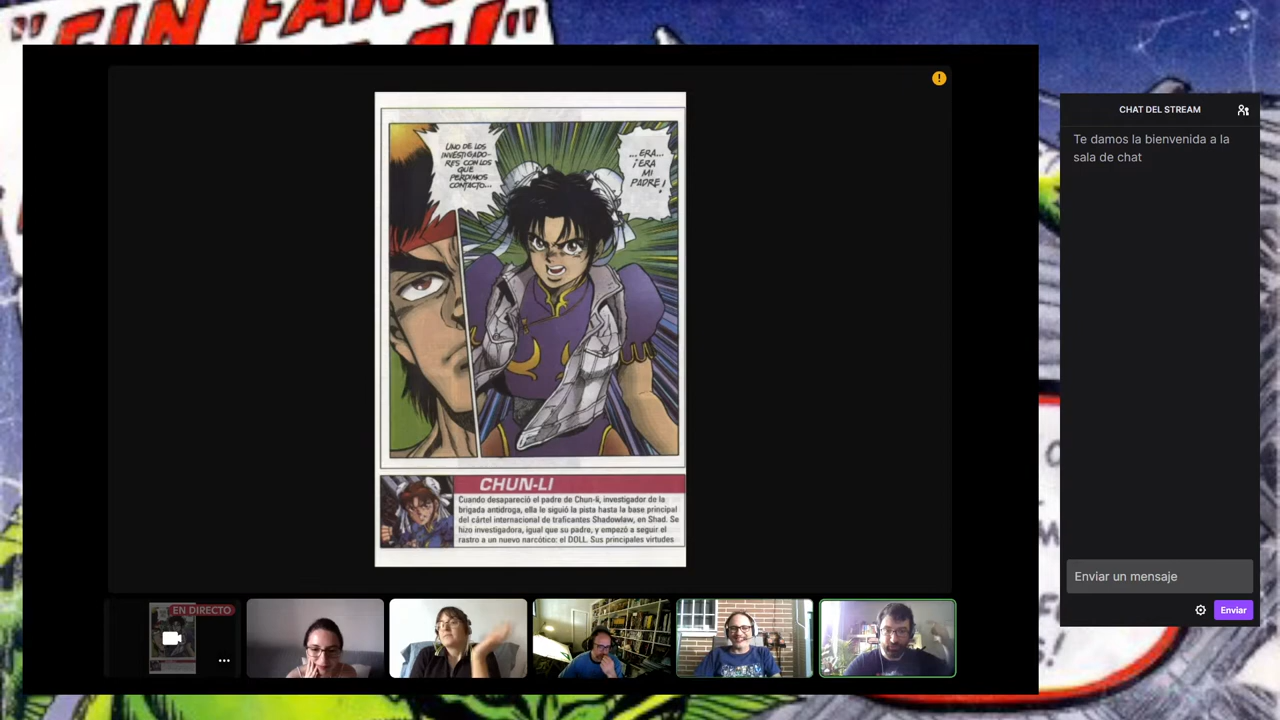 "SIN FANG
UNO DE LOS
INVESTIGADO-
RES CON LOS
QUE
PERDIMOS
CONTACTO...
...ERA...
¡ERA
MI
PADRE!
CHUN-LI
Cuando desapareció el padre de Chun-li, investigador de la
brigada antidroga, ella le siguió la pista hasta la base principal
del cártel internacional de traficantes Shadowlaw, en Shad. Se
hizo investigadora, igual que su padre, y empezó a seguir el
rastro a un nuevo narcótico: el DOLL. Sus principales virtudes
EN DIRECTO
CHAT DEL STREAM
Te damos la bienvenida a la
sala de chat
Enviar un mensaje
Enviar